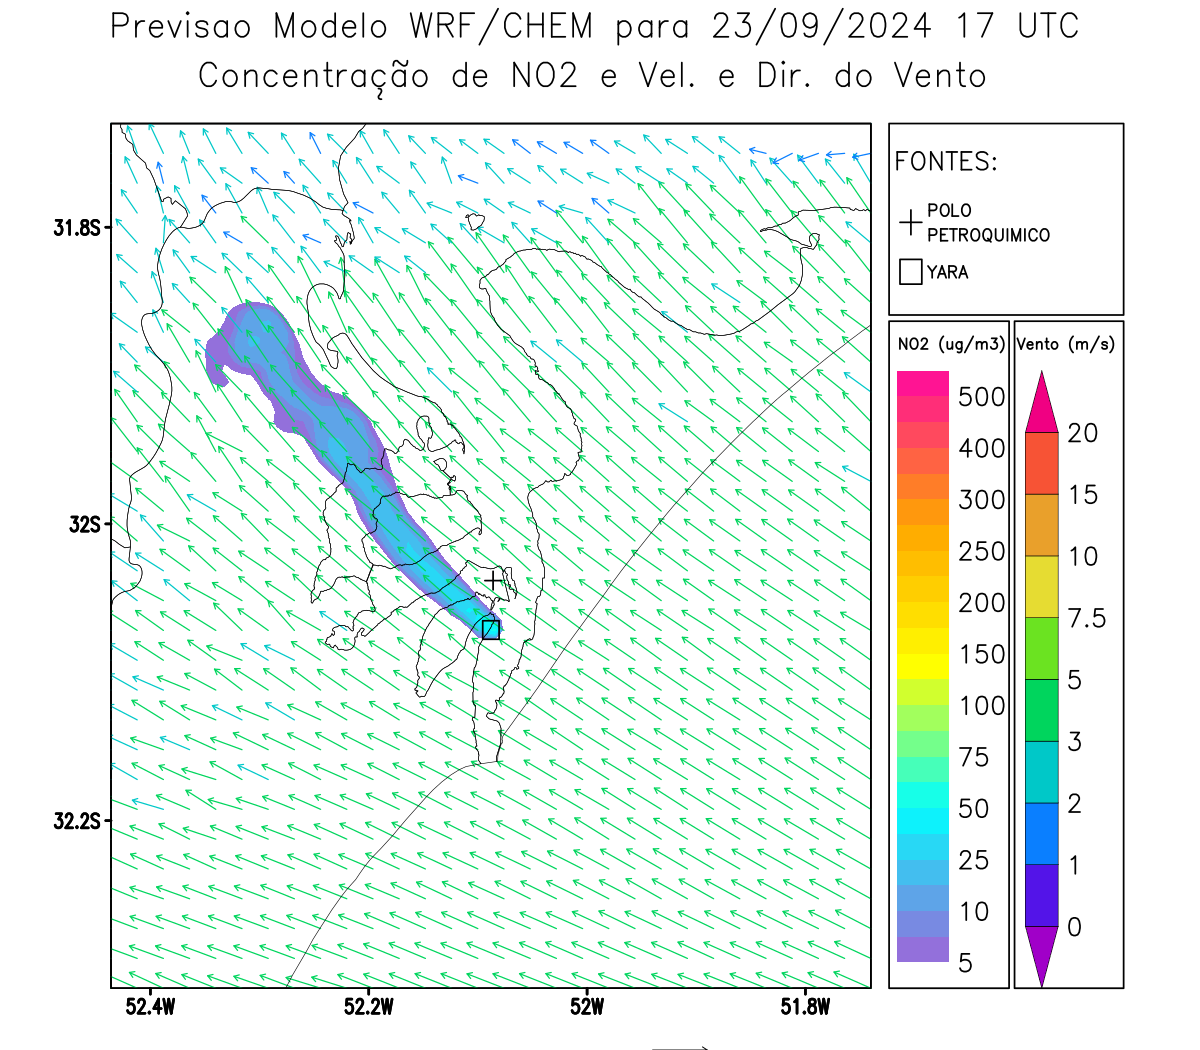 Previsao Modelo WRF/CHEM para 23/09/2024 17 UTC
Concentração de NO2 e Vel. e Dir. do Vento
FONTES:
POLO
PETROQUIMICO
YARA
31.8S
32S
32.2S
52.4W
52.2W
52W
51.8W
NO2 (ug/m3)
500
400
300
250
200
150
100
75
50
25
10
5
Vento (m/s)
20
15
10
7.5
5
3
2
1
0